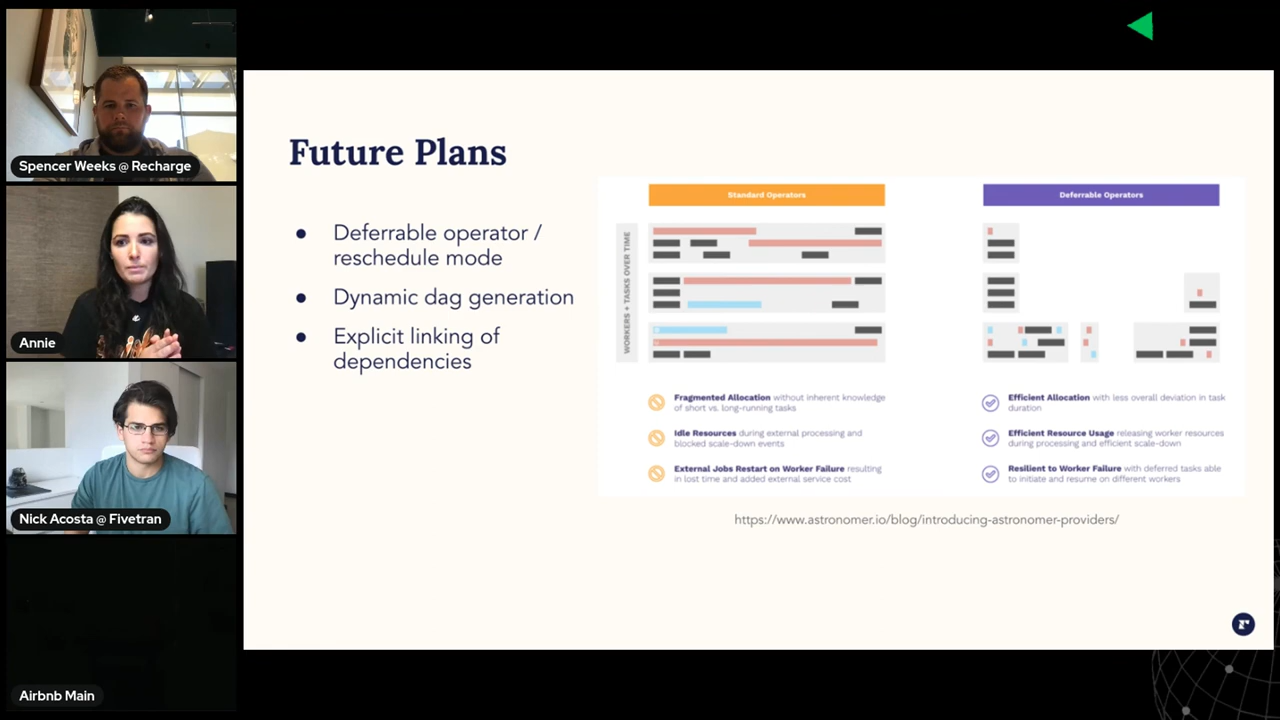 Spencer Weeks @ Recharge
Annie
Nick Acosta @ Fivetran
Airbnb Main
Future Plans
● Deferrable operator /
reschedule mode
● Dynamic dag generation
● Explicit linking of
dependencies
WORKERS + TASKS OVER TIME
Standard Operators
Fragmented Allocation without inherent knowledge
of short vs. long-running tasks
Idle Resources during external processing and
blocked scale-down events
External Jobs Restart on Worker Failure resulting
in lost time and added external service cost
Deferrable Operators
Efficient Allocation with less overall deviation in task
duration
Efficient Resource Usage releasing worker resources
during processing and efficient scale-down
Resilient to Worker Failure with deferred tasks able
to initiate and resume on different workers
https://www.astronomer.io/blog/introducing-astronomer-providers/